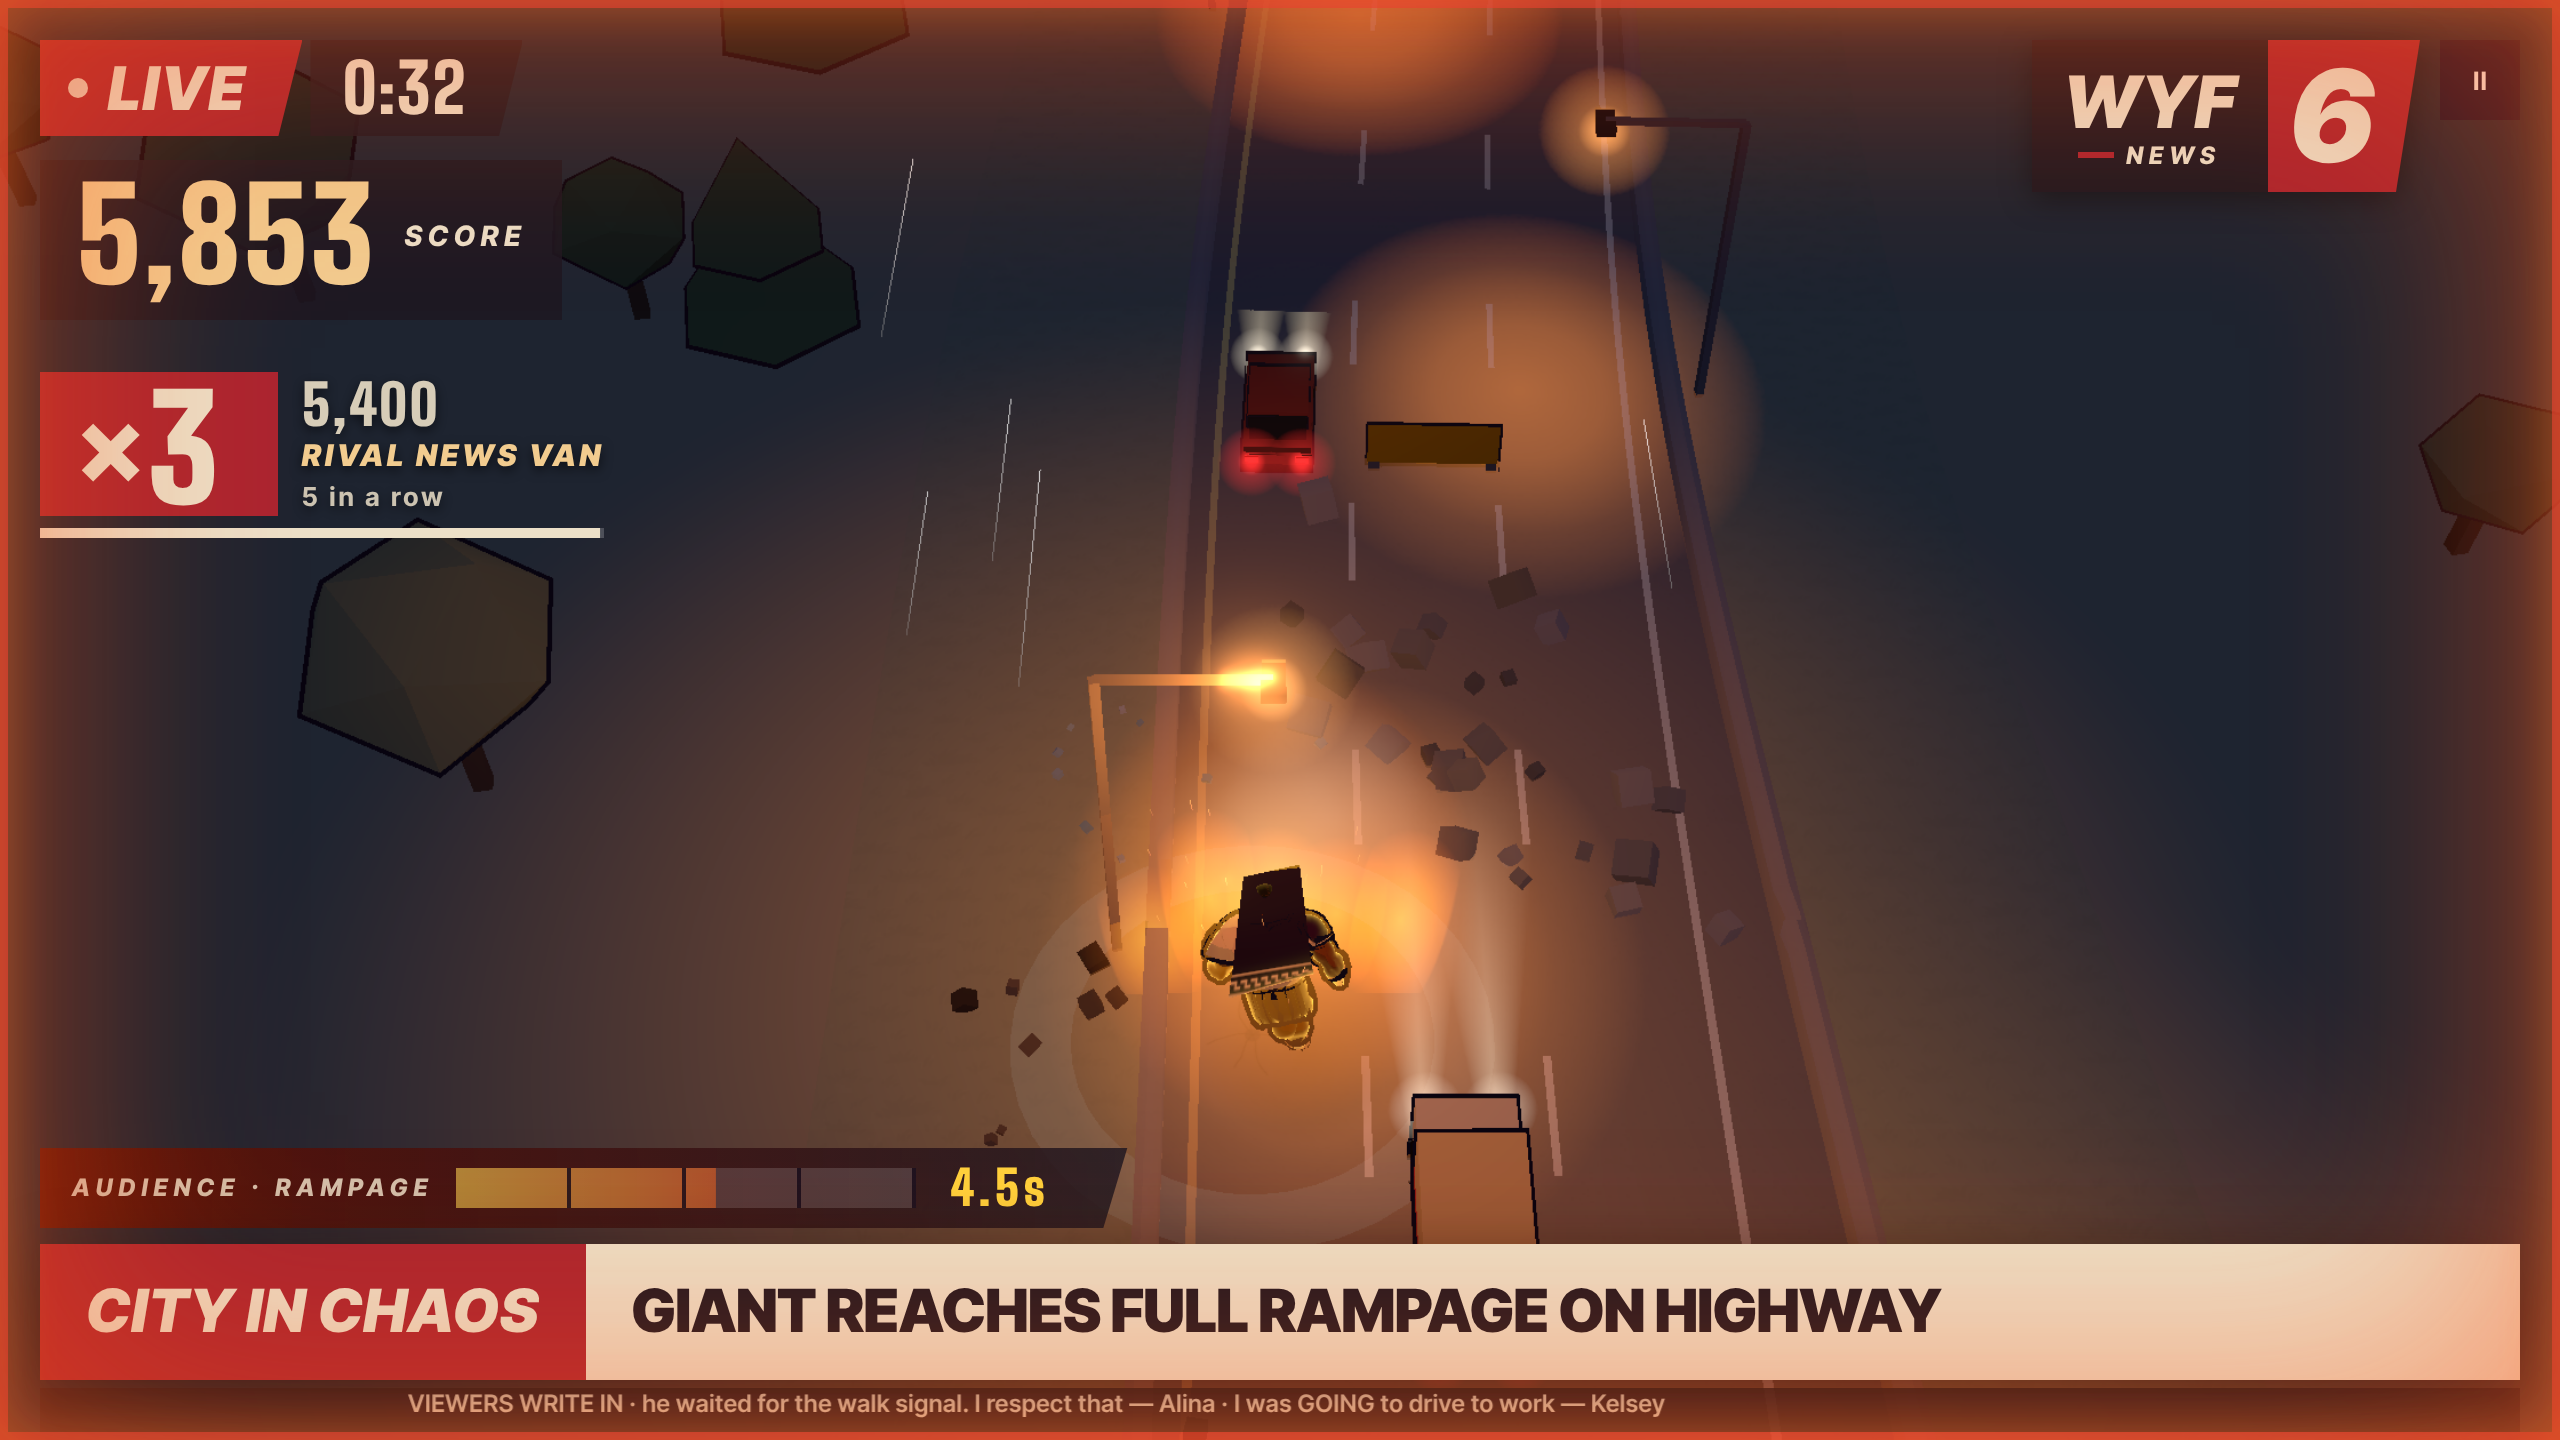 • LIVE
0:32
WYF
NEWS
6
II
5,853 SCORE
×3
5,400
RIVAL NEWS VAN
5 in a row
AUDIENCE · RAMPAGE
4.5s
CITY IN CHAOS
GIANT REACHES FULL RAMPAGE ON HIGHWAY
VIEWERS WRITE IN · he waited for the walk signal. I respect that — Alina · I was GOING to drive to work — Kelsey